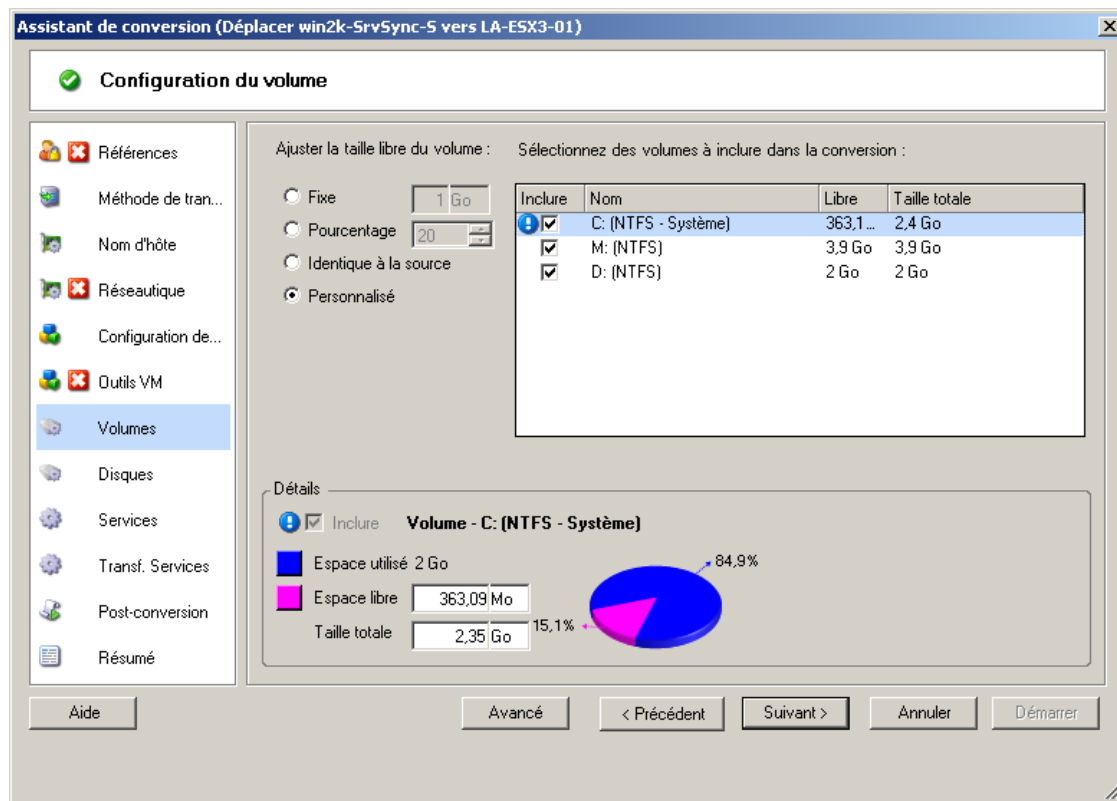 Assistant de conversion (Déplacer win2k-SrvSync-S vers LA-ESX3-01)
Configuration du volume
Références
Méthode de tran...
Nom d'hôte
Réseautique
Configuration de...
Outils VM
Volumes
Disques
Services
Transf. Services
Post-conversion
Résumé
Ajuster la taille libre du volume :
Fixe 1 Go
Pourcentage 20
Identique à la source
Personnalisé
Sélectionnez des volumes à inclure dans la conversion :
Inclure Nom Libre Taille totale
C: (NTFS - Système) 363,1... 2,4 Go
M: (NTFS) 3,9 Go 3,9 Go
D: (NTFS) 2 Go 2 Go
Détails
Inclure Volume - C: (NTFS - Système)
Espace utilisé 2 Go
Espace libre 363,09 Mo
Taille totale 2,35 Go
84,9%
15,1%
Aide
Avancé
< Précédent
Suivant >
Annuler
Démarrer